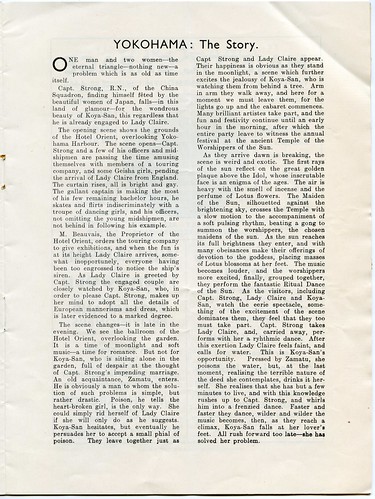 YOKOHAMA: The Story.
ONE man and two women—the
eternal triangle—nothing new—a
problem which is as old as time
itself.
Capt. Strong, R.N., of the China
Squadron, finding himself fêted by the
beautiful women of Japan, falls—in this
land of glamour—for the wondrous
beauty of Koya-San, this regardless that
he is already engaged to Lady Claire.
The opening scene shows the grounds
of the Hotel Orient, overlooking Yoko-
hama Harbour. The scene opens—Capt.
Strong and a few of his officers and mid-
shipmen are passing the time amusing
themselves with members of a touring
company, and some Geisha girls, pending
the arrival of Lady Claire from England.
The curtain rises, all is bright and gay.
The gallant captain is making the most
of his few remaining bachelor hours, he
skates and flirts indiscriminately with a
troupe of dancing girls, and his officers,
not omitting the young midshipmen, are
not behind in following his example.
M. Beauvais, the Proprietor of the
Hotel Orient, orders the touring company
to give exhibitions, and when the fun is
at its height Lady Claire arrives, some-
what inopportunely, everyone having
been too engrossed to notice the ship's
siren. As Lady Claire is greeted by
Capt. Strong the engaged couple are
closely watched by Koya-San, who, in
order to please Capt. Strong, makes up
her mind to adopt all the details of
European mannerisms and dress, which
is later evidenced to a marked degree.
The scene changes—it is late in the
evening. We see the ballroom of the
Hotel Orient, overlooking the garden.
It is a time of moonlight and soft
music—a time for romance. But not for
Koya-San, who is sitting alone in the
garden, full of despair at the thought
of Capt. Strong's impending marriage.
An old acquaintance, Zamatu, enters.
He is obviously a man to whom the solu-
tion of such problems is simple, but
rather drastic. Poison, he tells the
heart-broken girl, is the only way. She
could simply rid herself of Lady Claire
if she will only do as he suggests.
Koya-San hesitates, but eventually he
persuades her to accept a small phial of
poison. They leave together just as
Capt Strong and Lady Claire appear.
Their happiness is obvious as they stand
in the moonlight, a scene which further
excites the jealousy of Koya-San, who is
watching them from behind a tree. Arm
in arm they walk away, and here for a
moment we must leave them, for the
lights go up and the cabaret commences.
Many brilliant artistes take part, and the
fun and festivity continue until an early
hour in the morning, after which the
entire party leave to witness the annual
festival at the ancient Temple of the
Worshippers of the Sun.
As they arrive dawn is breaking, the
scene is weird and exotic. The first rays
of the sun reflect on the great golden
plaque above the Idol, whose inscrutable
face is an enigma of the ages. The air is
heavy with the smell of incense and the
perfume of Lotus flowers. The Maiden
of the Sun, silhouetted against the
brightening sky, crosses the Temple with
a slow motion to the accompaniment of
a soft pulsing rhythm, beating a gong to
summon the worshippers, the chosen
maidens of the sun. As the sun reaches
its full brightness they enter, and with
many obeisances make their offerings of
devotion to the goddess, placing masses
of Lotus blossoms at her feet. The music
becomes louder, and the worshippers
more excited, finally, grouped together,
they perform the fantastic Ritual Dance
of the Sun. As the visitors, including
Capt. Strong, Lady Claire and Koya-
San, watch the eerie spectacle, some-
thing of the excitement of the scene
dominates them, they feel that they too
must take part. Capt. Strong takes
Lady Claire, and, carried away, per-
forms with her a ryhthmic dance. After
this exertion Lady Claire feels faint, and
calls for water. This is Koya-San's
opportunity. Pressed by Zamatu, she
poisons the water, but, at the last
moment, realising the terrible nature of
the deed she contemplates, drinks it her-
self. She realises that she has but a few
minutes to live, and with this knowledge
rushes up to Capt. Strong, and whirls
him into a frenzied dance. Faster and
faster they dance, wilder and wilder the
music becomes, then, as they reach a
climax, Koya-San falls at her lover's
feet. All rush forward too late—she has
solved her problem.